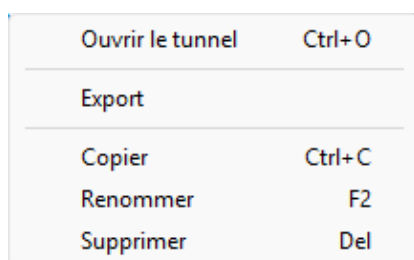 Ouvrir le tunnel Ctrl+O
Export
Copier Ctrl+C
Renommer F2
Supprimer Del